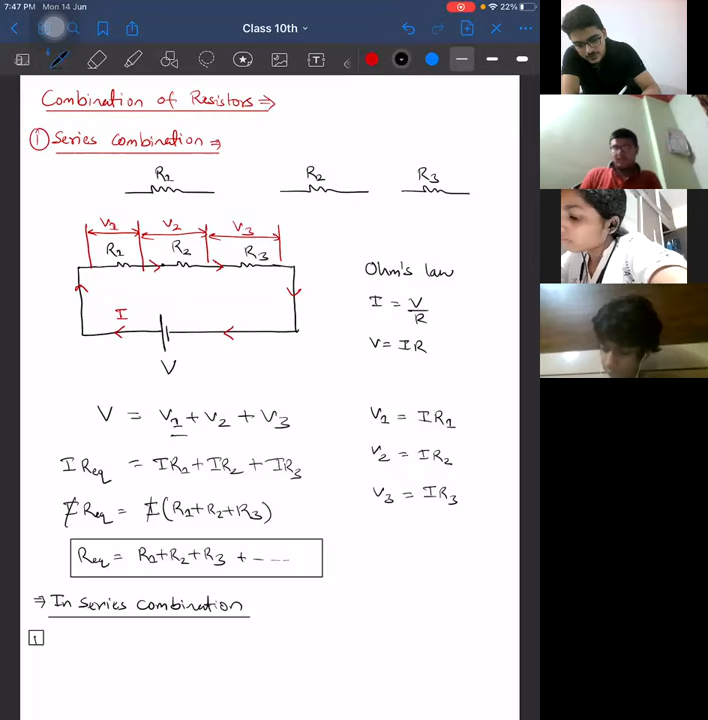 7:47 PM Mon 14 Jun 22%
Class 10th
Combination of Resistors ⇒
① Series combination ⇒
R1 R2 R3
V1 V2 V3
R1 R2 R3
I
V
Ohm's law
I = V/R
V = IR
V = V1 + V2 + V3
V1 = IR1
I Req = IR1 + IR2 + IR3
V2 = IR2
I Req = I (R1+R2+R3)
V3 = IR3
Req = R1+R2+R3 + -----
⇒ In Series combination
1